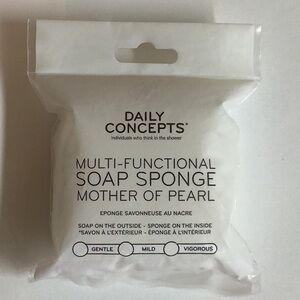 DAILY
CONCEPTS®
individuals who think in the shower
MULTI-FUNCTIONAL
SOAP SPONGE
MOTHER OF PEARL
EPONGE SAVONNEUSE AU NACRE
SOAP ON THE OUTSIDE - SPONGE ON THE INSIDE
*SAVON À L'EXTÉRIEUR - ÉPONGE À L'INTÉRIEUR
GENTLE MILD VIGOROUS